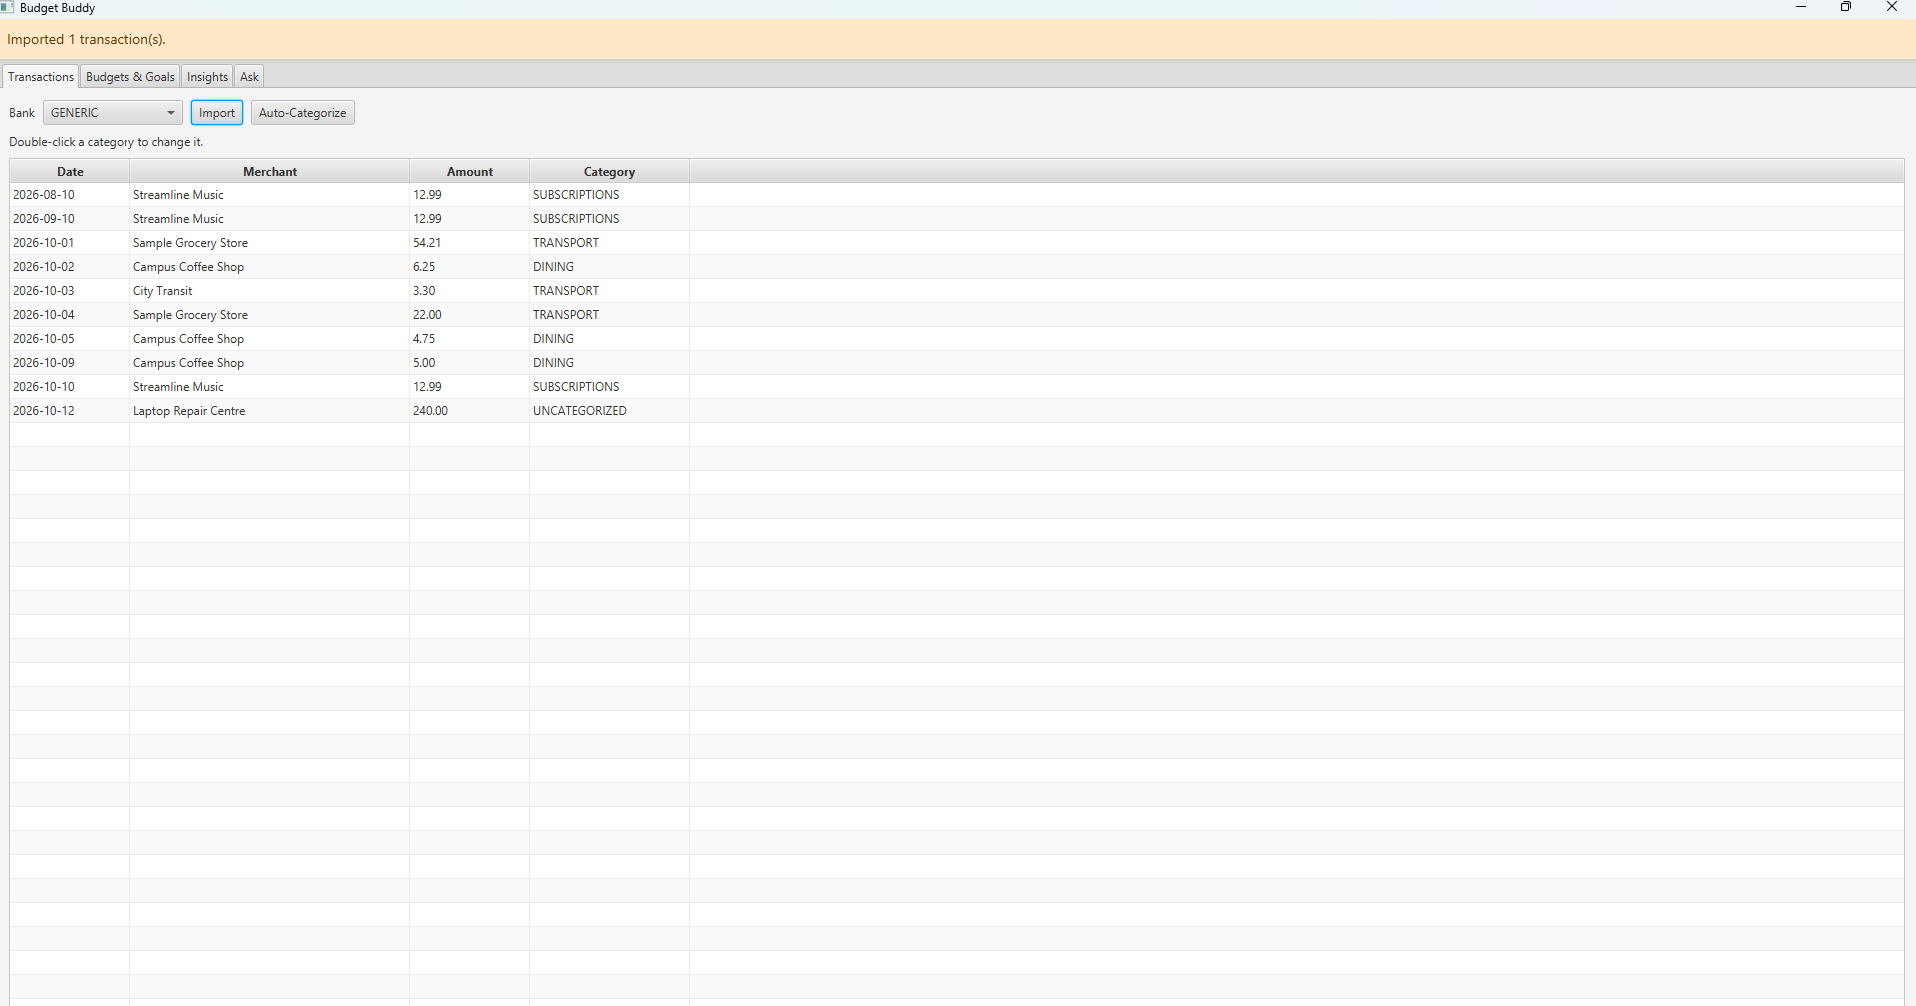 Budget Buddy
Imported 1 transaction(s).
Transactions Budgets & Goals Insights Ask
Bank GENERIC Import Auto-Categorize
Double-click a category to change it.
Date Merchant Amount Category
2026-08-10 Streamline Music 12.99 SUBSCRIPTIONS
2026-09-10 Streamline Music 12.99 SUBSCRIPTIONS
2026-10-01 Sample Grocery Store 54.21 TRANSPORT
2026-10-02 Campus Coffee Shop 6.25 DINING
2026-10-03 City Transit 3.30 TRANSPORT
2026-10-04 Sample Grocery Store 22.00 TRANSPORT
2026-10-05 Campus Coffee Shop 4.75 DINING
2026-10-09 Campus Coffee Shop 5.00 DINING
2026-10-10 Streamline Music 12.99 SUBSCRIPTIONS
2026-10-12 Laptop Repair Centre 240.00 UNCATEGORIZED